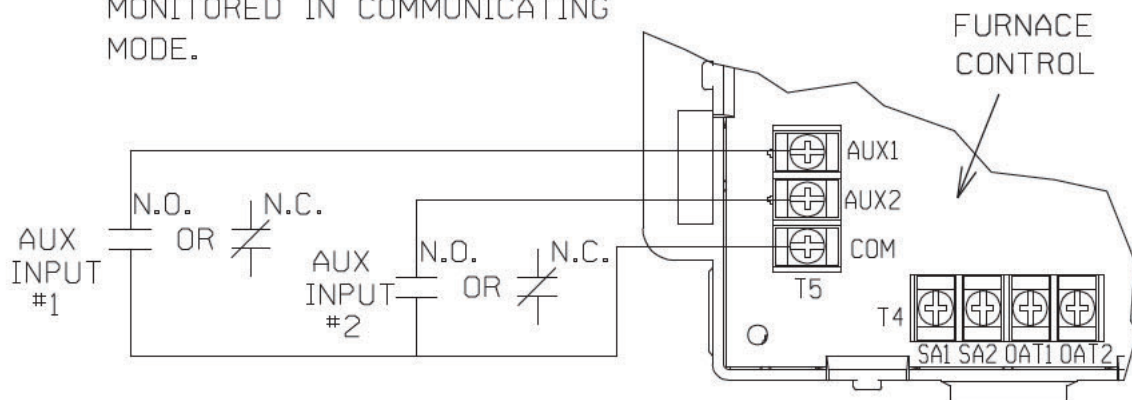 MONITORED IN COMMUNICATING
MODE.
FURNACE
CONTROL
AUX1
AUX2
COM
T5
N.O.
OR
N.C.
AUX
INPUT
#1
N.O.
OR
N.C.
AUX
INPUT
#2
T4
SA1 SA2 OAT1 OAT2